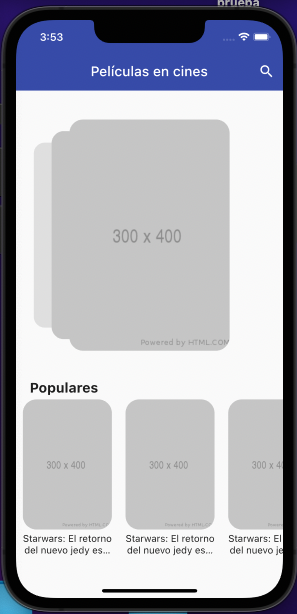 prueba
3:53
Películas en cines
300 x 400
Powered by HTML.COM
Populares
300 x 400
300 x 400
300 x 4
Powered by HTML.C
Powered by HTML.C
Powere
Starwars: El retorno
del nuevo jedy es...
Starwars: El retorno
del nuevo jedy es...
Starwars: El
del nuevo je